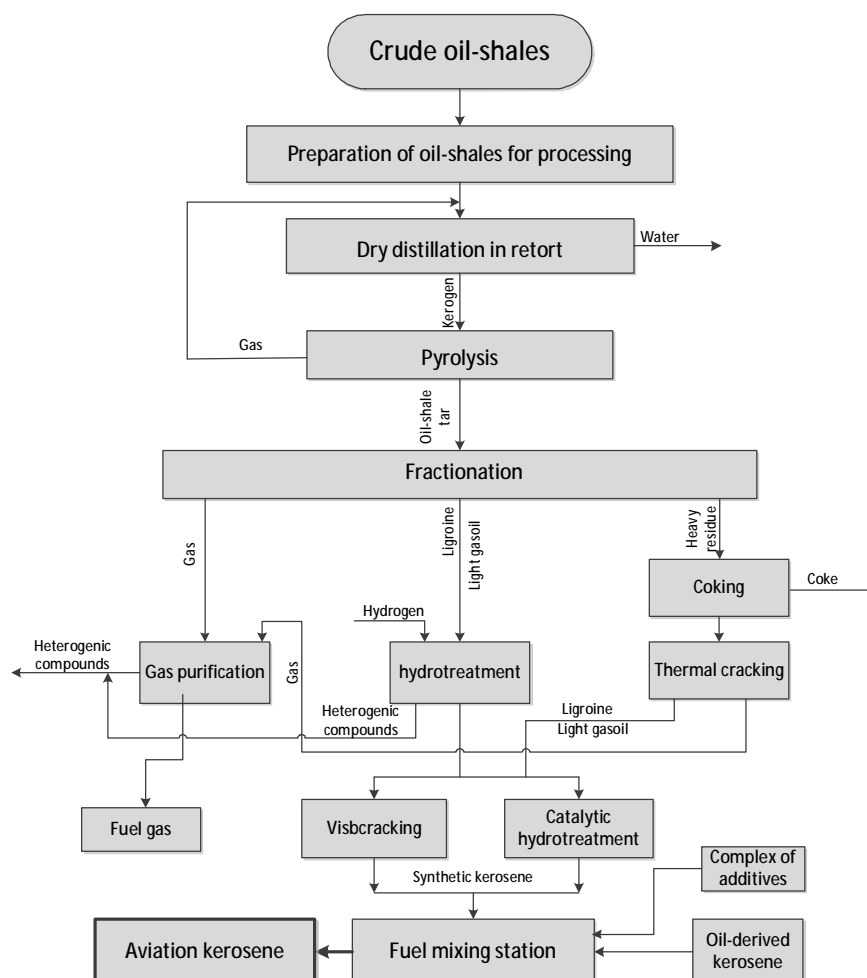 Crude oil-shales
Preparation of oil-shales for processing
Dry distillation in retort
Water
Kerogen
Gas
Pyrolysis
Oil-shale
tar
Fractionation
Gas
Ligroine
Light gasoil
Heavy
residue
Coking
Coke
Hydrogen
Heterogenic
compounds
Gas purification
Gas
hydrotreatment
Thermal cracking
Heterogenic
compounds
Ligroine
Light gasoil
Fuel gas
Visbcracking
Catalytic
hydrotreatment
Synthetic kerosene
Complex of
additives
Aviation kerosene
Fuel mixing station
Oil-derived
kerosene